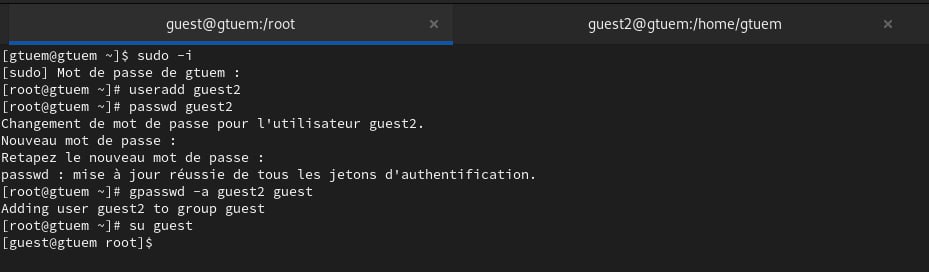 guest@gtuem:/root ×
guest2@gtuem:/home/gtuem ×
[gtuem@gtuem ~]$ sudo -i
[sudo] Mot de passe de gtuem :
[root@gtuem ~]# useradd guest2
[root@gtuem ~]# passwd guest2
Changement de mot de passe pour l'utilisateur guest2.
Nouveau mot de passe :
Retapez le nouveau mot de passe :
passwd : mise à jour réussie de tous les jetons d'authentification.
[root@gtuem ~]# gpasswd -a guest2 guest
Adding user guest2 to group guest
[root@gtuem ~]# su guest
[guest@gtuem root]$